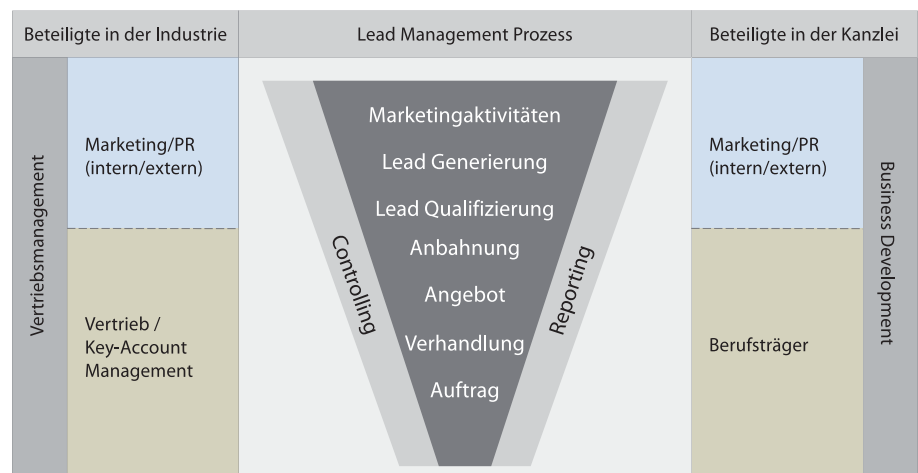 Beteiligte in der Industrie
Lead Management Prozess
Beteiligte in der Kanzlei
Vertriebsmanagement
Marketing/PR
(intern/extern)
Vertrieb /
Key-Account
Management
Controlling
Marketingaktivitäten
Lead Generierung
Lead Qualifizierung
Anbahnung
Angebot
Verhandlung
Auftrag
Reporting
Marketing/PR
(intern/extern)
Berufsträger
Business Development